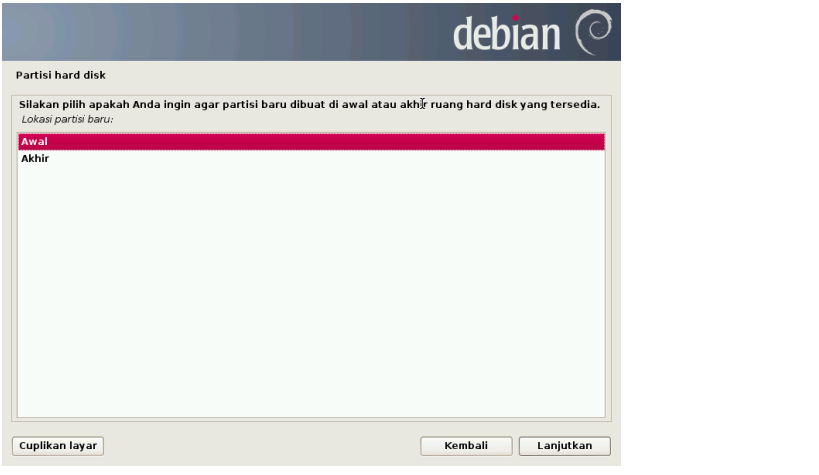 debian
Partisi hard disk
Silakan pilih apakah Anda ingin agar partisi baru dibuat di awal atau akhir ruang hard disk yang tersedia.
Lokasi partisi baru:
Awal
Akhir
Cuplikan layar
Kembali
Lanjutkan